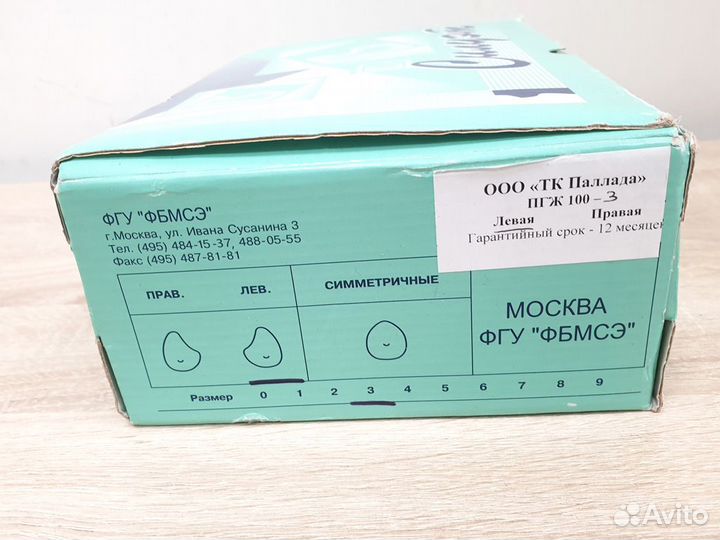 ФГУ "ФБМСЭ"
г.Москва, ул. Ивана Сусанина 3
Тел. (495) 484-15-37, 488-05-55
Факс (495) 487-81-81
ООО «ТК Паллада»
ПГЖ 100 - 3
Левая Правая
Гарантийный срок - 12 месяцев
ПРАВ. ЛЕВ. СИММЕТРИЧНЫЕ
МОСКВА
ФГУ "ФБМСЭ"
Размер 0 1 2 3 4 5 6 7 8 9
Avito